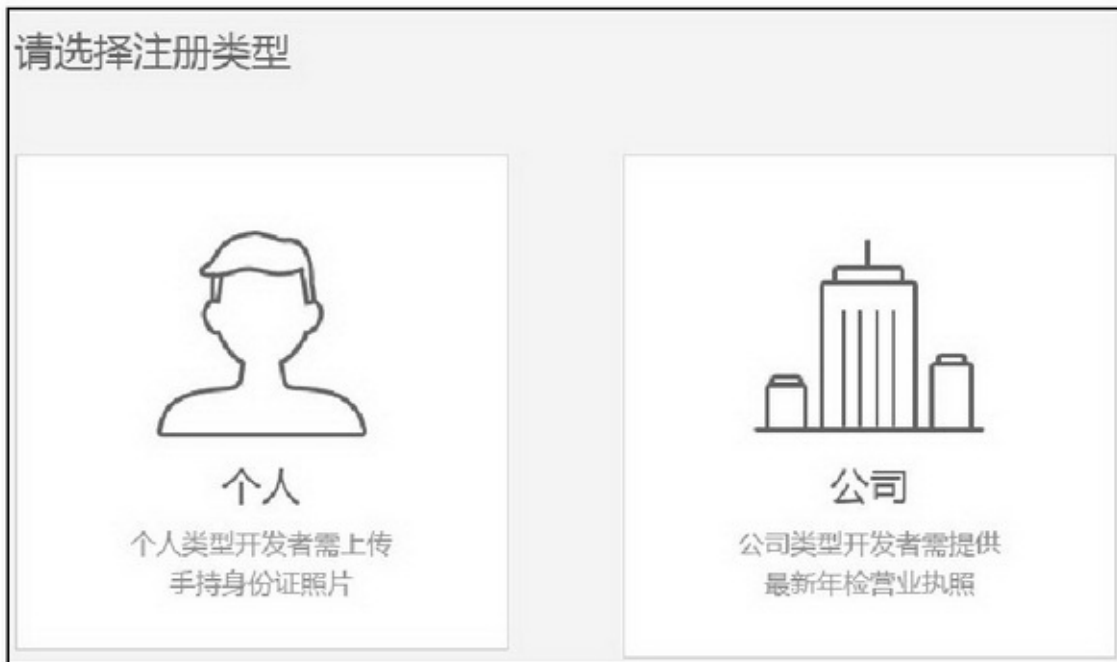 请选择注册类型
个人
个人类型开发者需上传
手持身份证照片
公司
公司类型开发者需提供
最新年检营业执照